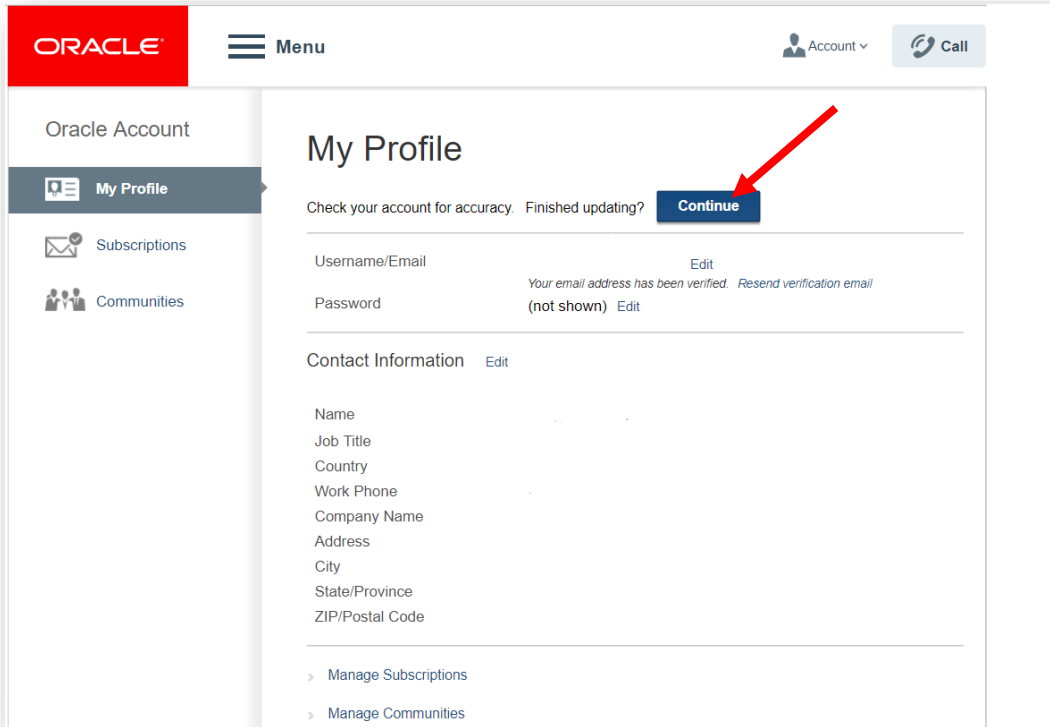 ORACLE®
Menu
Account
Call
Oracle Account
My Profile
Subscriptions
Communities
My Profile
Check your account for accuracy. Finished updating? Continue
Username/Email
Edit
Your email address has been verified. Resend verification email
Password
(not shown) Edit
Contact Information Edit
Name
Job Title
Country
Work Phone
Company Name
Address
City
State/Province
ZIP/Postal Code
Manage Subscriptions
Manage Communities